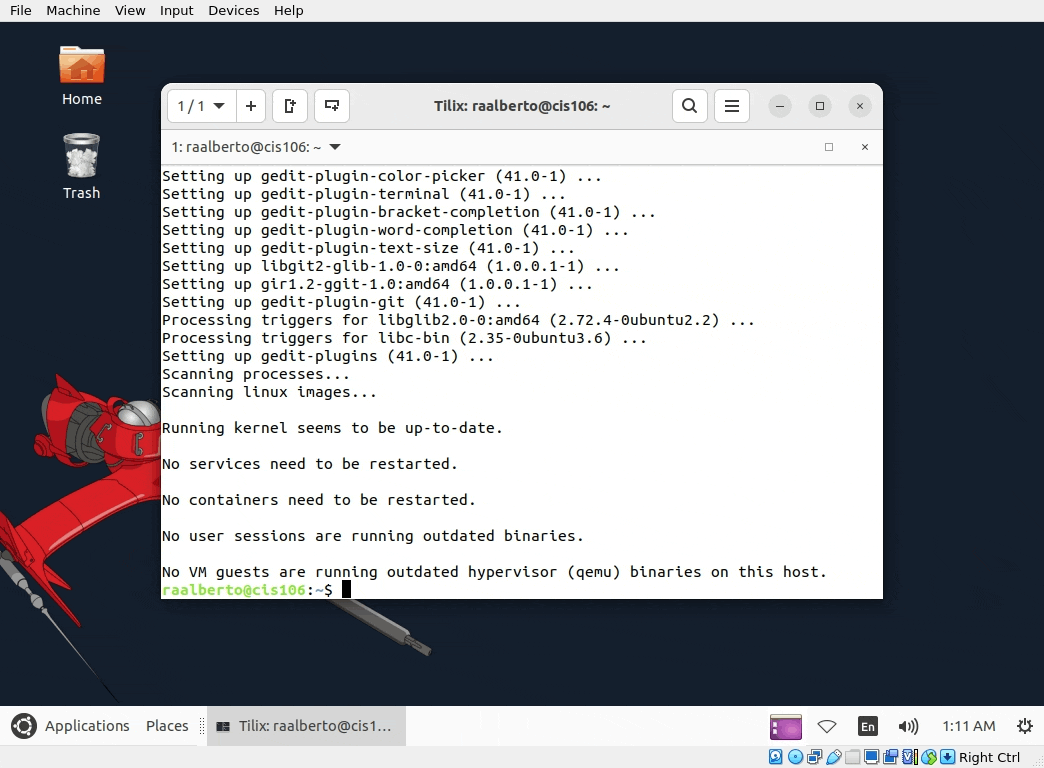 File Machine View Input Devices Help
Home
Trash
1 / 1
Tilix: raalberto@cis106: ~
1: raalberto@cis106: ~
Setting up gedit-plugin-color-picker (41.0-1) ...
Setting up gedit-plugin-terminal (41.0-1) ...
Setting up gedit-plugin-bracket-completion (41.0-1) ...
Setting up gedit-plugin-word-completion (41.0-1) ...
Setting up gedit-plugin-text-size (41.0-1) ...
Setting up libgit2-glib-1.0-0:amd64 (1.0.0.1-1) ...
Setting up gir1.2-ggit-1.0:amd64 (1.0.0.1-1) ...
Setting up gedit-plugin-git (41.0-1) ...
Processing triggers for libglib2.0-0:amd64 (2.72.4-0ubuntu2.2) ...
Processing triggers for libc-bin (2.35-0ubuntu3.6) ...
Setting up gedit-plugins (41.0-1) ...
Scanning processes...
Scanning linux images...
Running kernel seems to be up-to-date.
No services need to be restarted.
No containers need to be restarted.
No user sessions are running outdated binaries.
No VM guests are running outdated hypervisor (qemu) binaries on this host.
raalberto@cis106:~$
Applications Places Tilix: raalberto@cis1... En 1:11 AM
Right Ctrl